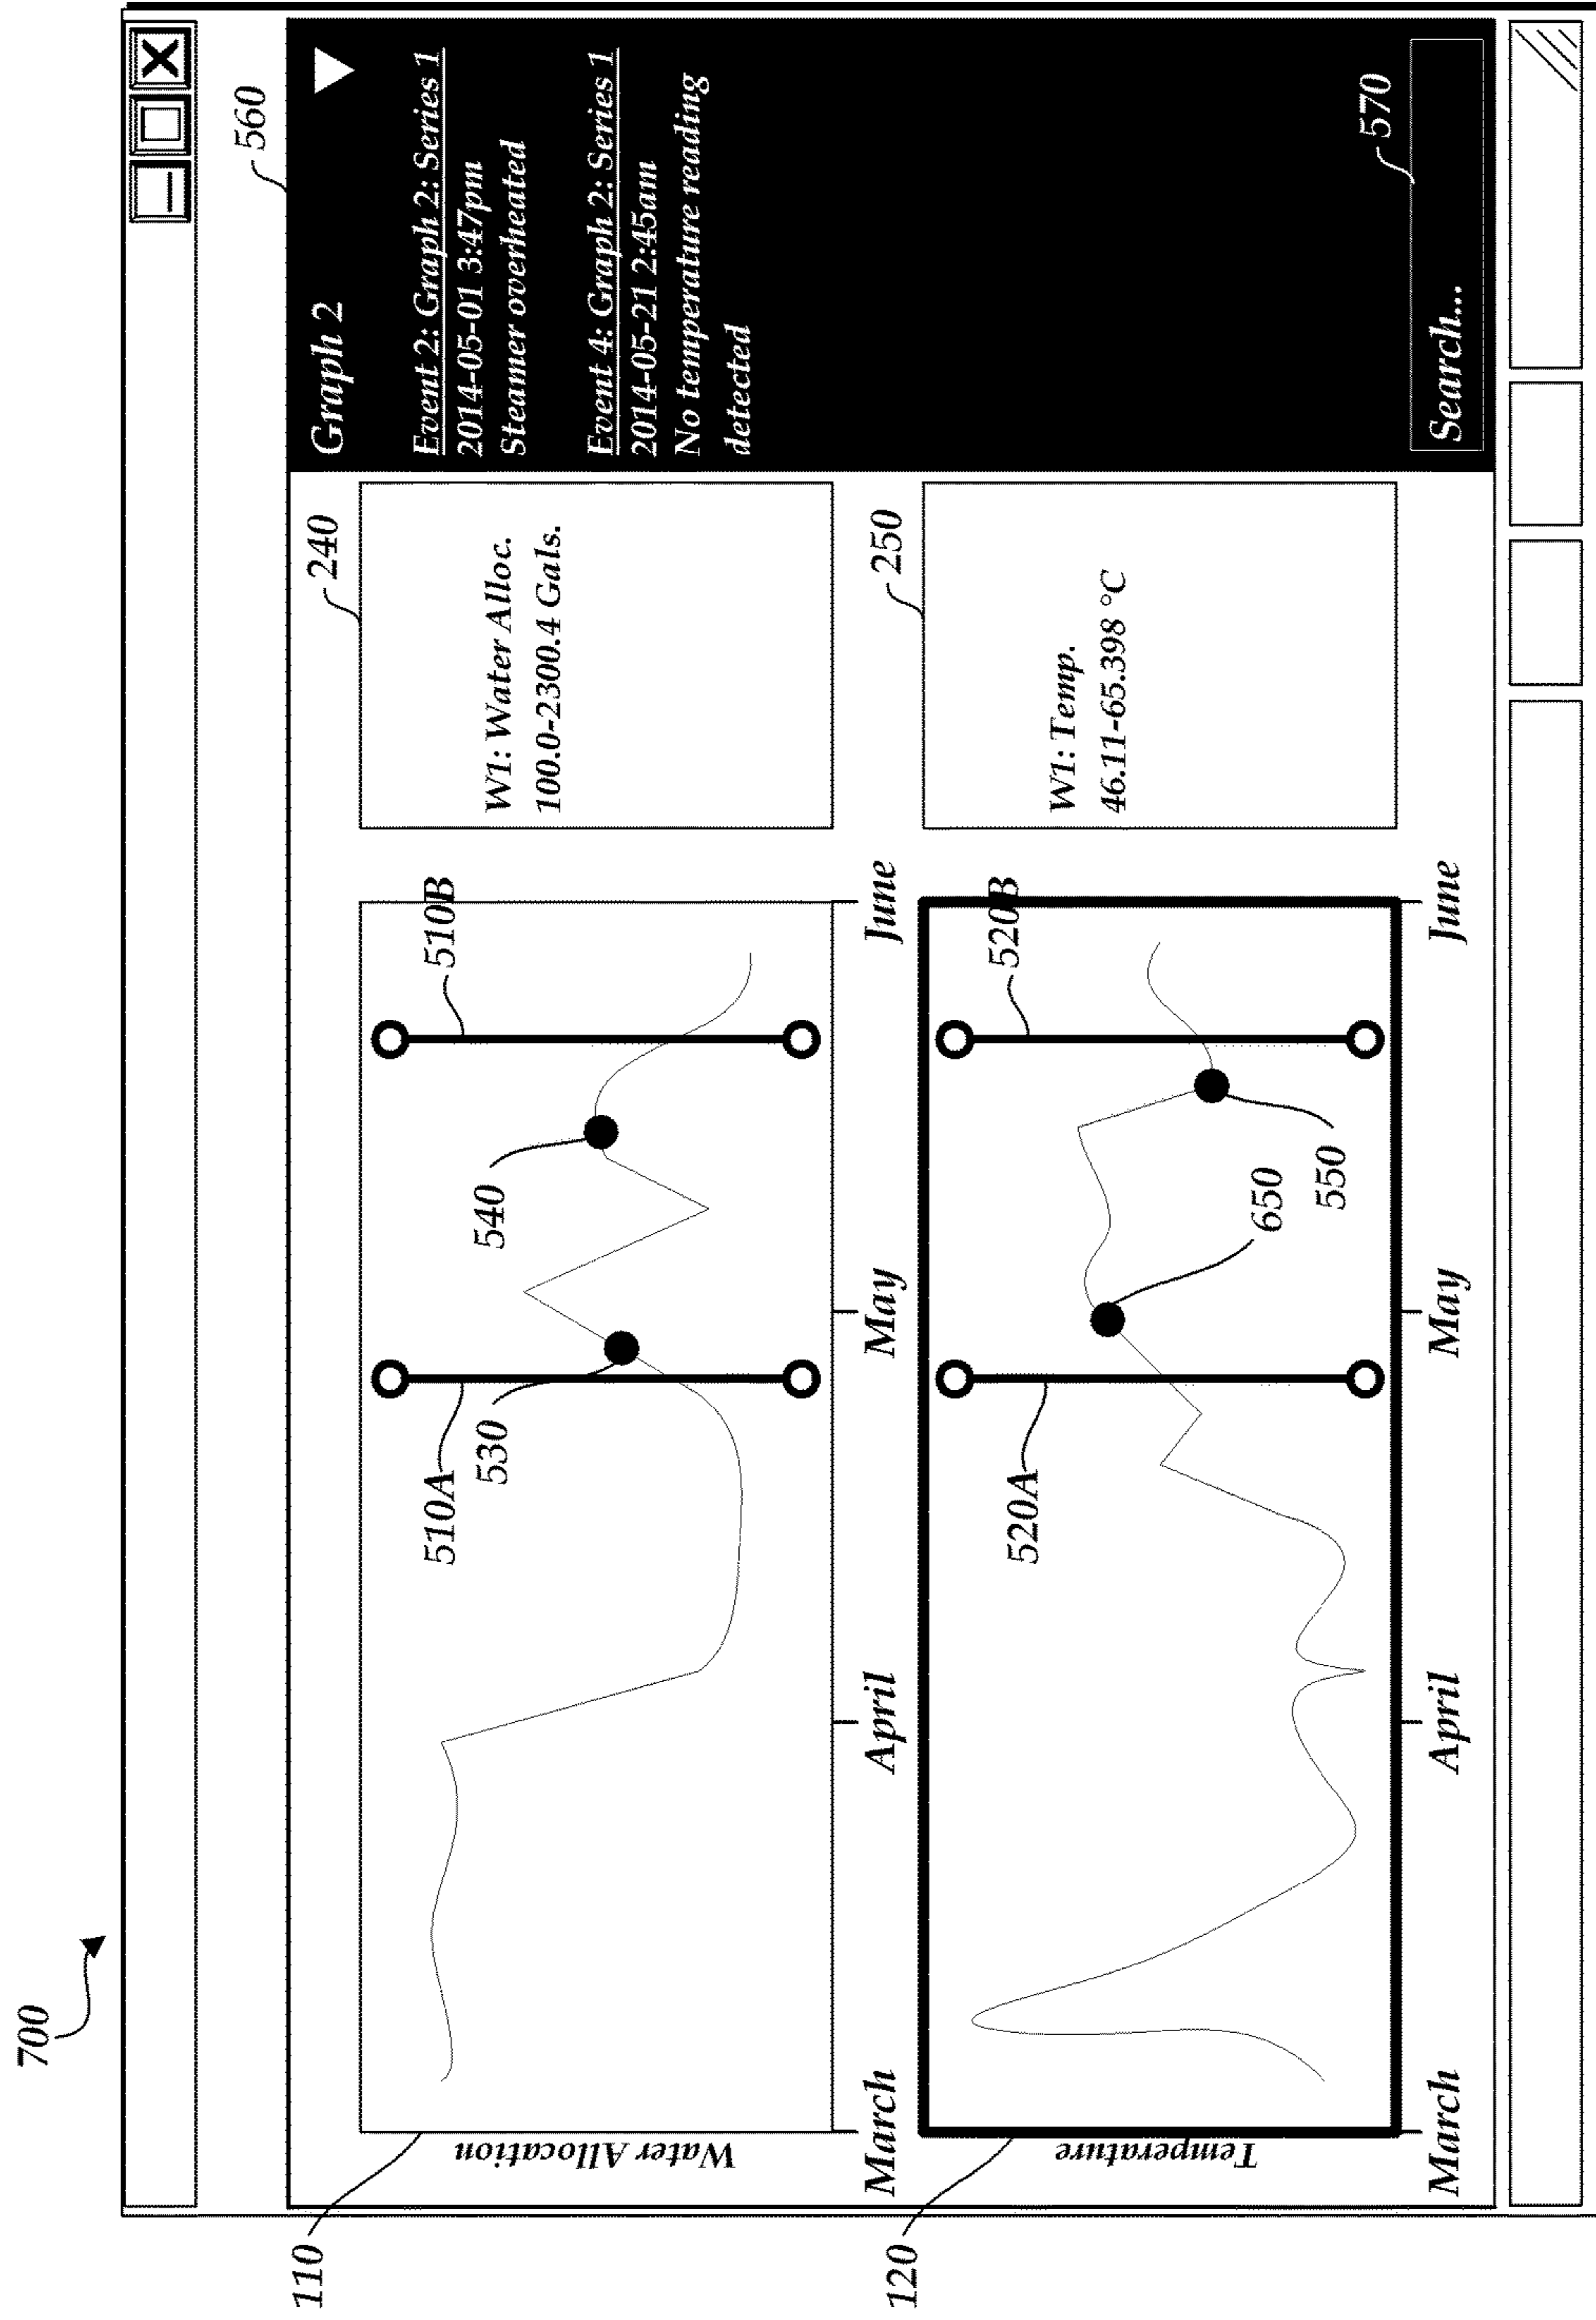 700
560
Graph 2
Event 2: Graph 2: Series 1
2014-05-01 3:47pm
Steamer overheated
Event 4: Graph 2: Series 1
2014-05-21 2:45am
No temperature reading
detected
570
Search...
110
Water Allocation
510A
530
540
510B
March
April
May
June
240
W1: Water Alloc.
100.0-2300.4 Gals.
120
Temperature
520A
650
550
520B
March
April
May
June
250
W1: Temp.
46.11-65.398 °C